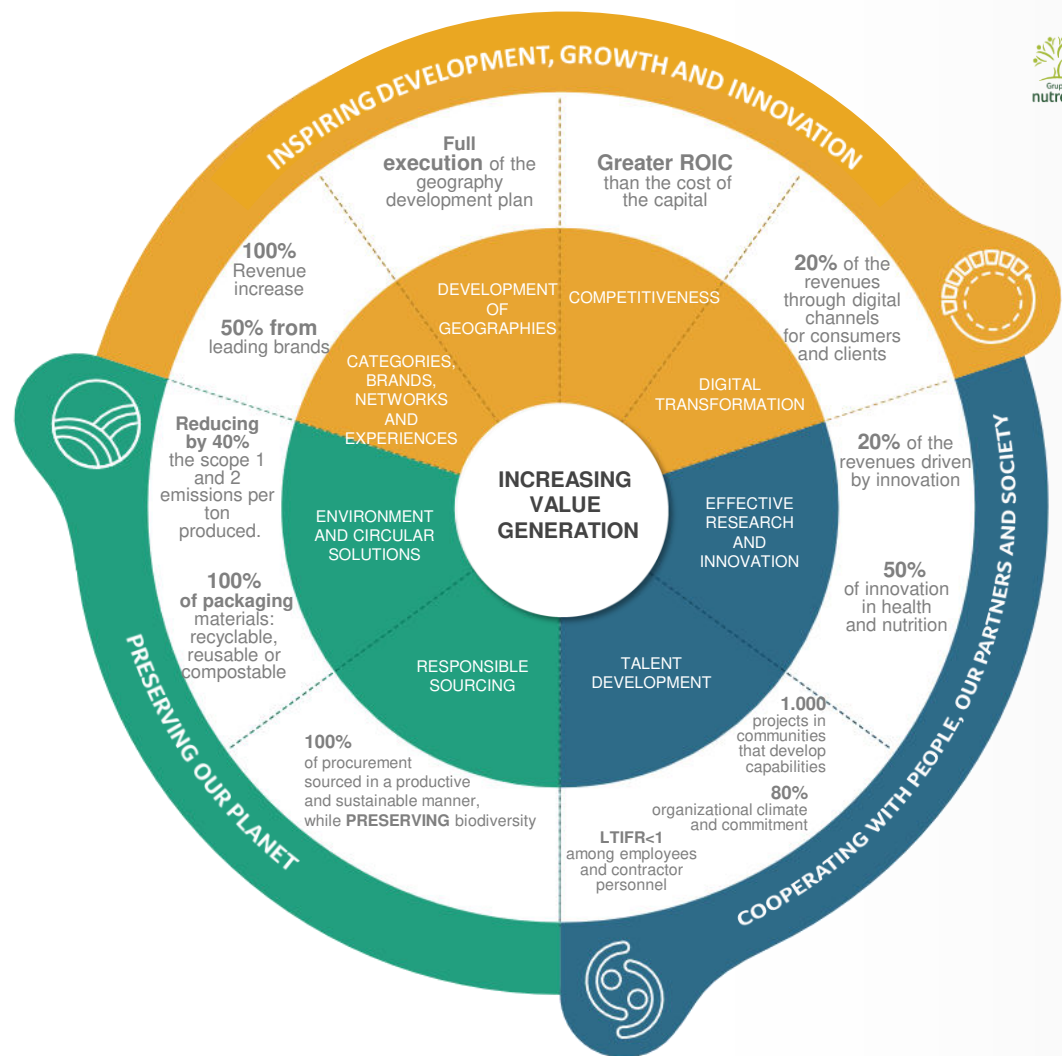 INSPIRING DEVELOPMENT, GROWTH AND INNOVATION
Grup
nutre
Full
execution of the
geography
development plan
Greater ROIC
than the cost of
the capital
100%
Revenue
increase
50% from
leading brands
20% of the
revenues
through digital
channels
for consumers
and clients
DEVELOPMENT
OF
GEOGRAPHIES
COMPETITIVENESS
CATEGORIES,
BRANDS,
NETWORKS
AND
EXPERIENCES
DIGITAL
TRANSFORMATION
Reducing
by 40%
the scope 1
and 2
emissions per
ton
produced.
100%
of packaging
materials:
recyclable,
reusable or
compostable
ENVIRONMENT
AND CIRCULAR
SOLUTIONS
INCREASING
VALUE
GENERATION
EFFECTIVE
RESEARCH
AND
INNOVATION
20% of the
revenues driven
by innovation
50%
of innovation
in health
and nutrition
RESPONSIBLE
SOURCING
TALENT
DEVELOPMENT
100%
of procurement
sourced in a productive
and sustainable manner,
while PRESERVING biodiversity
1.000
projects in
communities
that develop
capabilities
80%
organizational climate
and commitment
LTIFR<1
among employees
and contractor
personnel
PRESERVING OUR PLANET
COOPERATING WITH PEOPLE, OUR PARTNERS AND SOCIETY